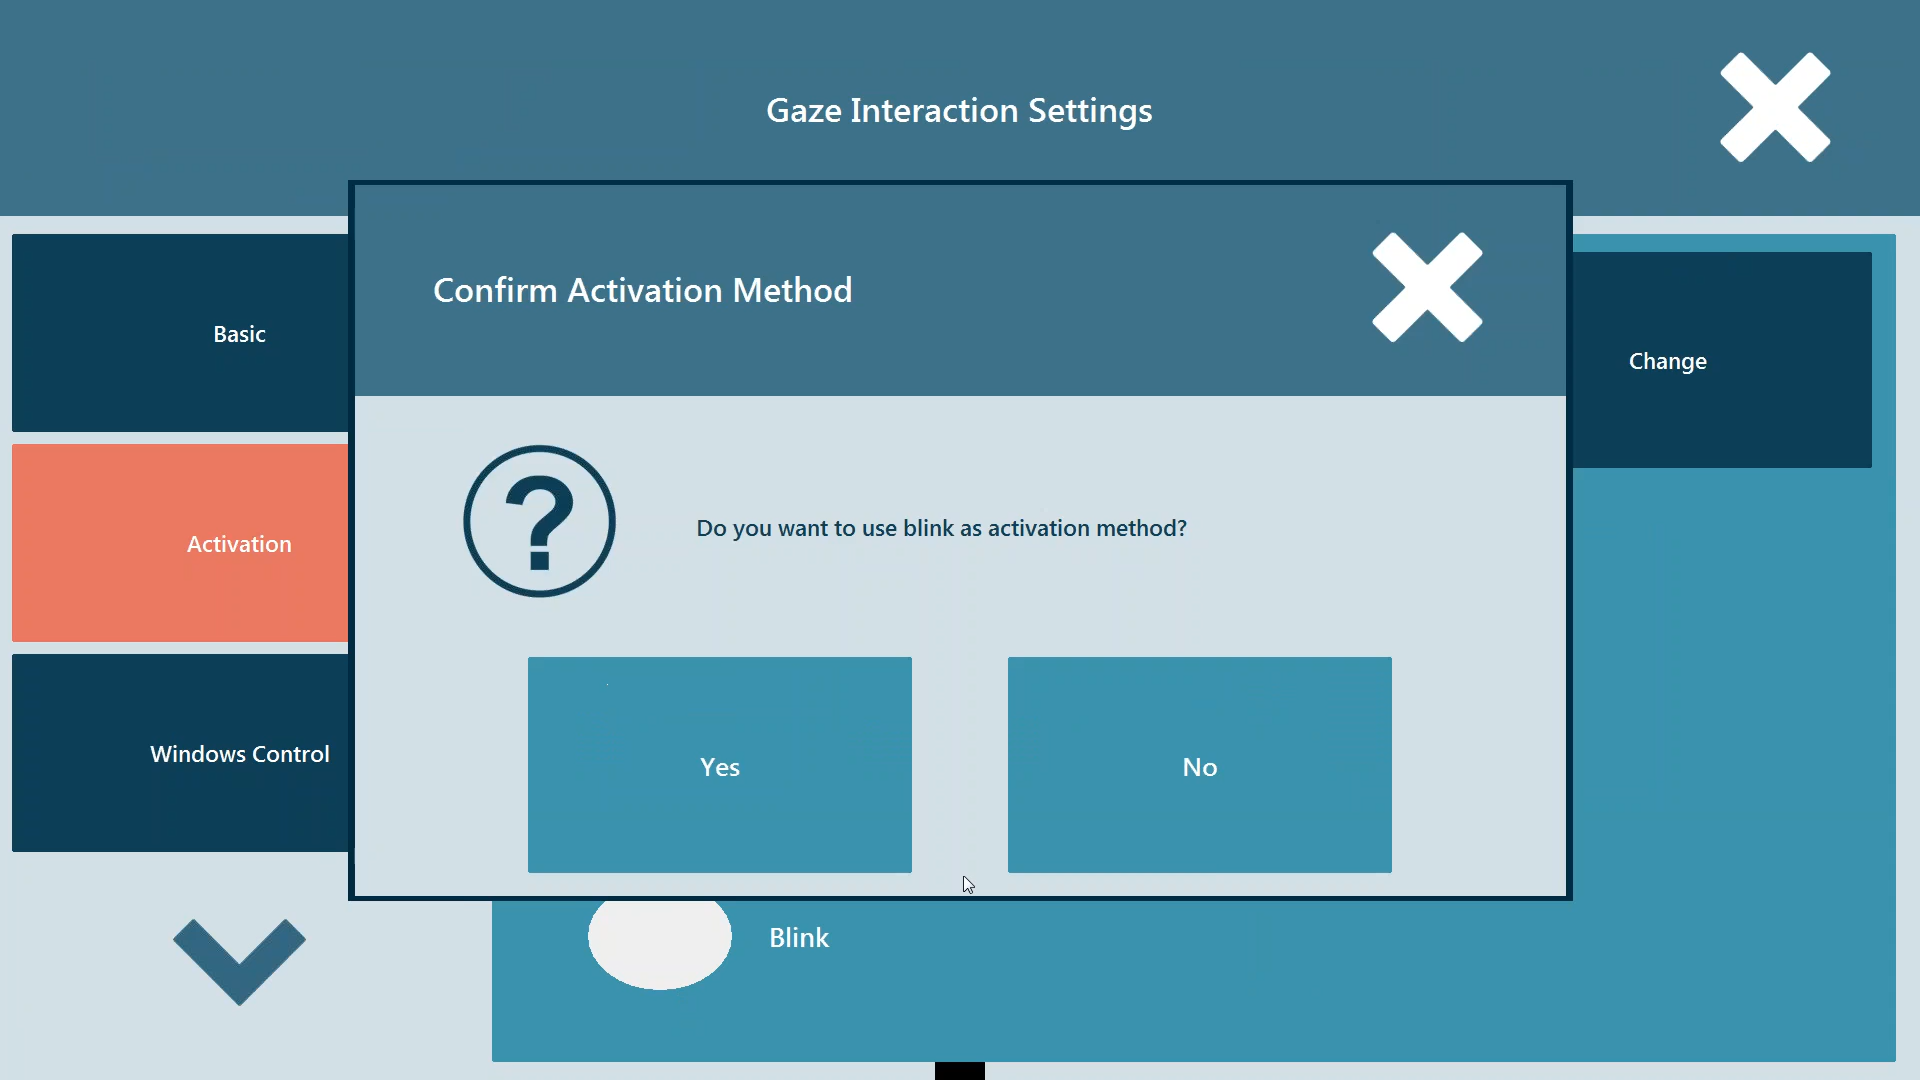 Gaze Interaction Settings
Confirm Activation Method
Basic
Change
Do you want to use blink as activation method?
Activation
Windows Control
Yes
No
Blink